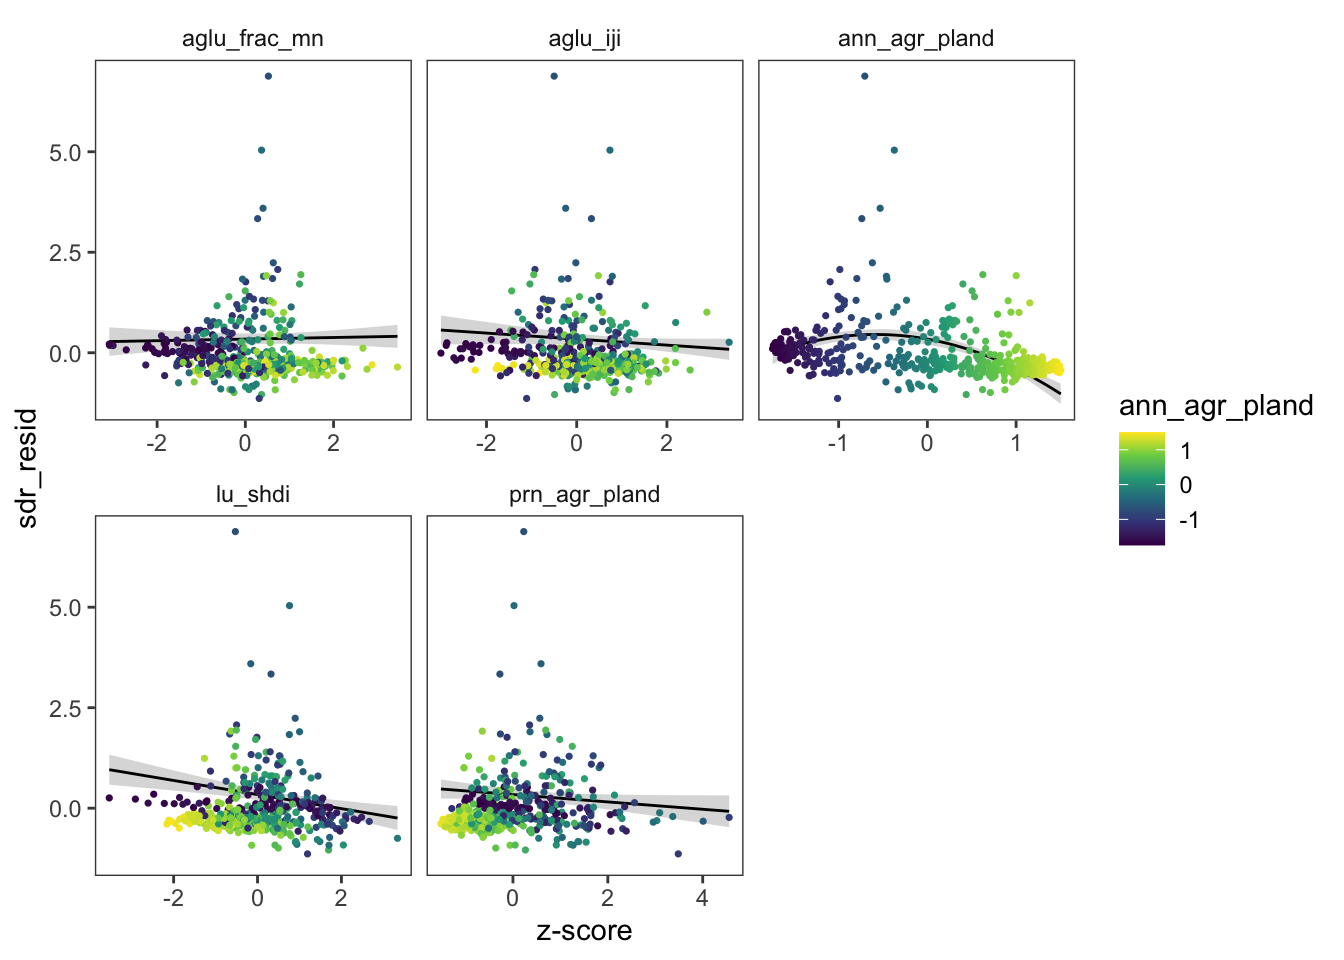 aglu_frac_mn aglu_iji ann_agr_pland
5.0
2.5
0.0
-2 0 2 -2 0 2 -1 0 1
ann_agr_pland
1
0
-1
sdr_resid
lu_shdi prn_agr_pland
5.0
2.5
0.0
-2 0 2 0 2 4
z-score